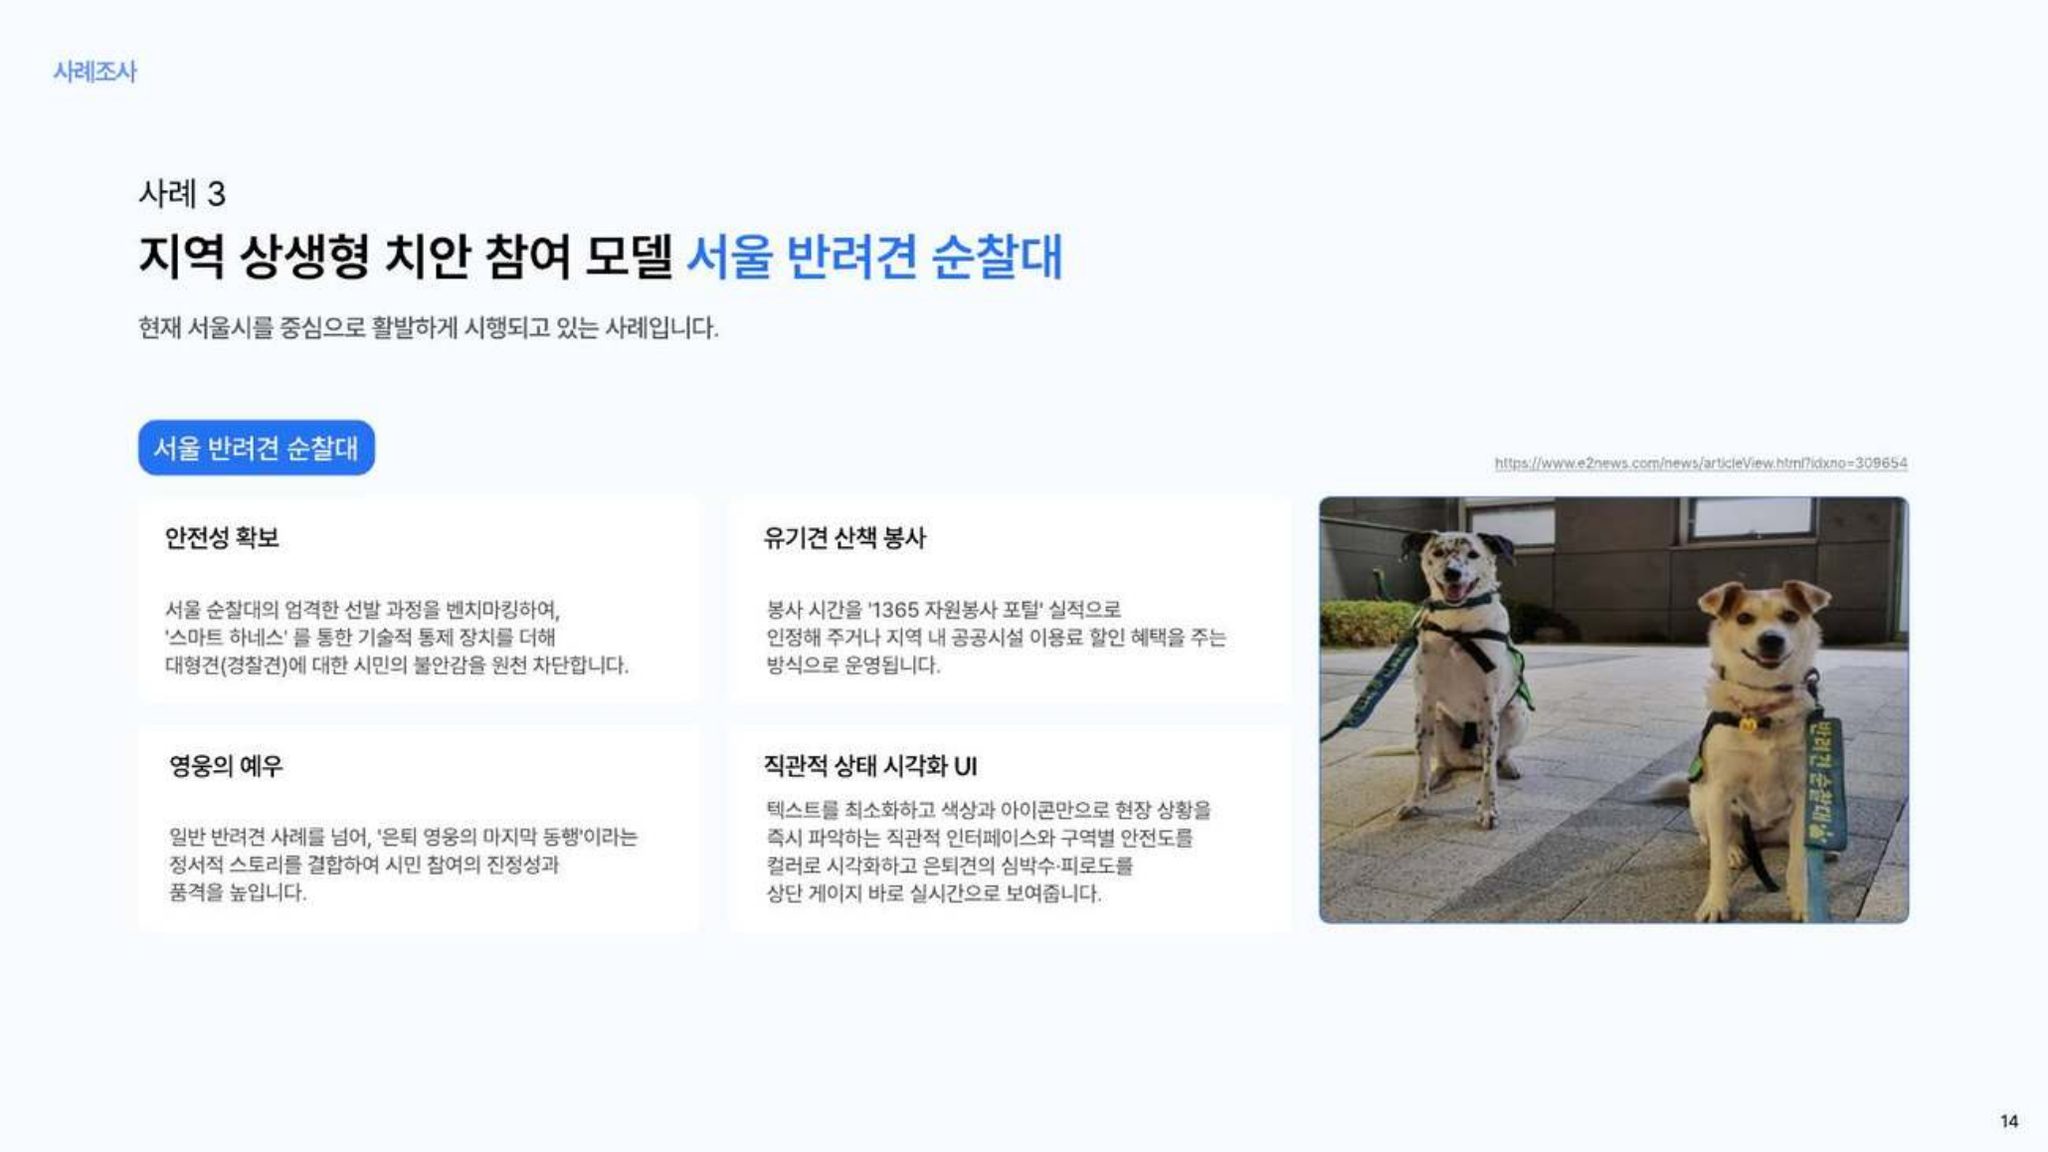 사례조사
사례 3
지역 상생형 치안 참여 모델 서울 반려견 순찰대
현재 서울시를 중심으로 활발하게 시행되고 있는 사례입니다.
서울 반려견 순찰대
https://www.e2news.com/news/articleView.html?idxno=309654
안전성 확보
서울 순찰대의 엄격한 선발 과정을 벤치마킹하여,
'스마트 하네스' 를 통한 기술적 통제 장치를 더해
대형견(경찰견)에 대한 시민의 불안감을 원천 차단합니다.
유기견 산책 봉사
봉사 시간을 '1365 자원봉사 포털' 실적으로
인정해 주거나 지역 내 공공시설 이용료 할인 혜택을 주는
방식으로 운영됩니다.
영웅의 예우
일반 반려견 사례를 넘어, '은퇴 영웅의 마지막 동행'이라는
정서적 스토리를 결합하여 시민 참여의 진정성과
품격을 높입니다.
직관적 상태 시각화 UI
텍스트를 최소화하고 색상과 아이콘만으로 현장 상황을
즉시 파악하는 직관적 인터페이스와 구역별 안전도를
컬러로 시각화하고 은퇴견의 심박수·피로도를
상단 게이지 바로 실시간으로 보여줍니다.
반려견 순찰대
14